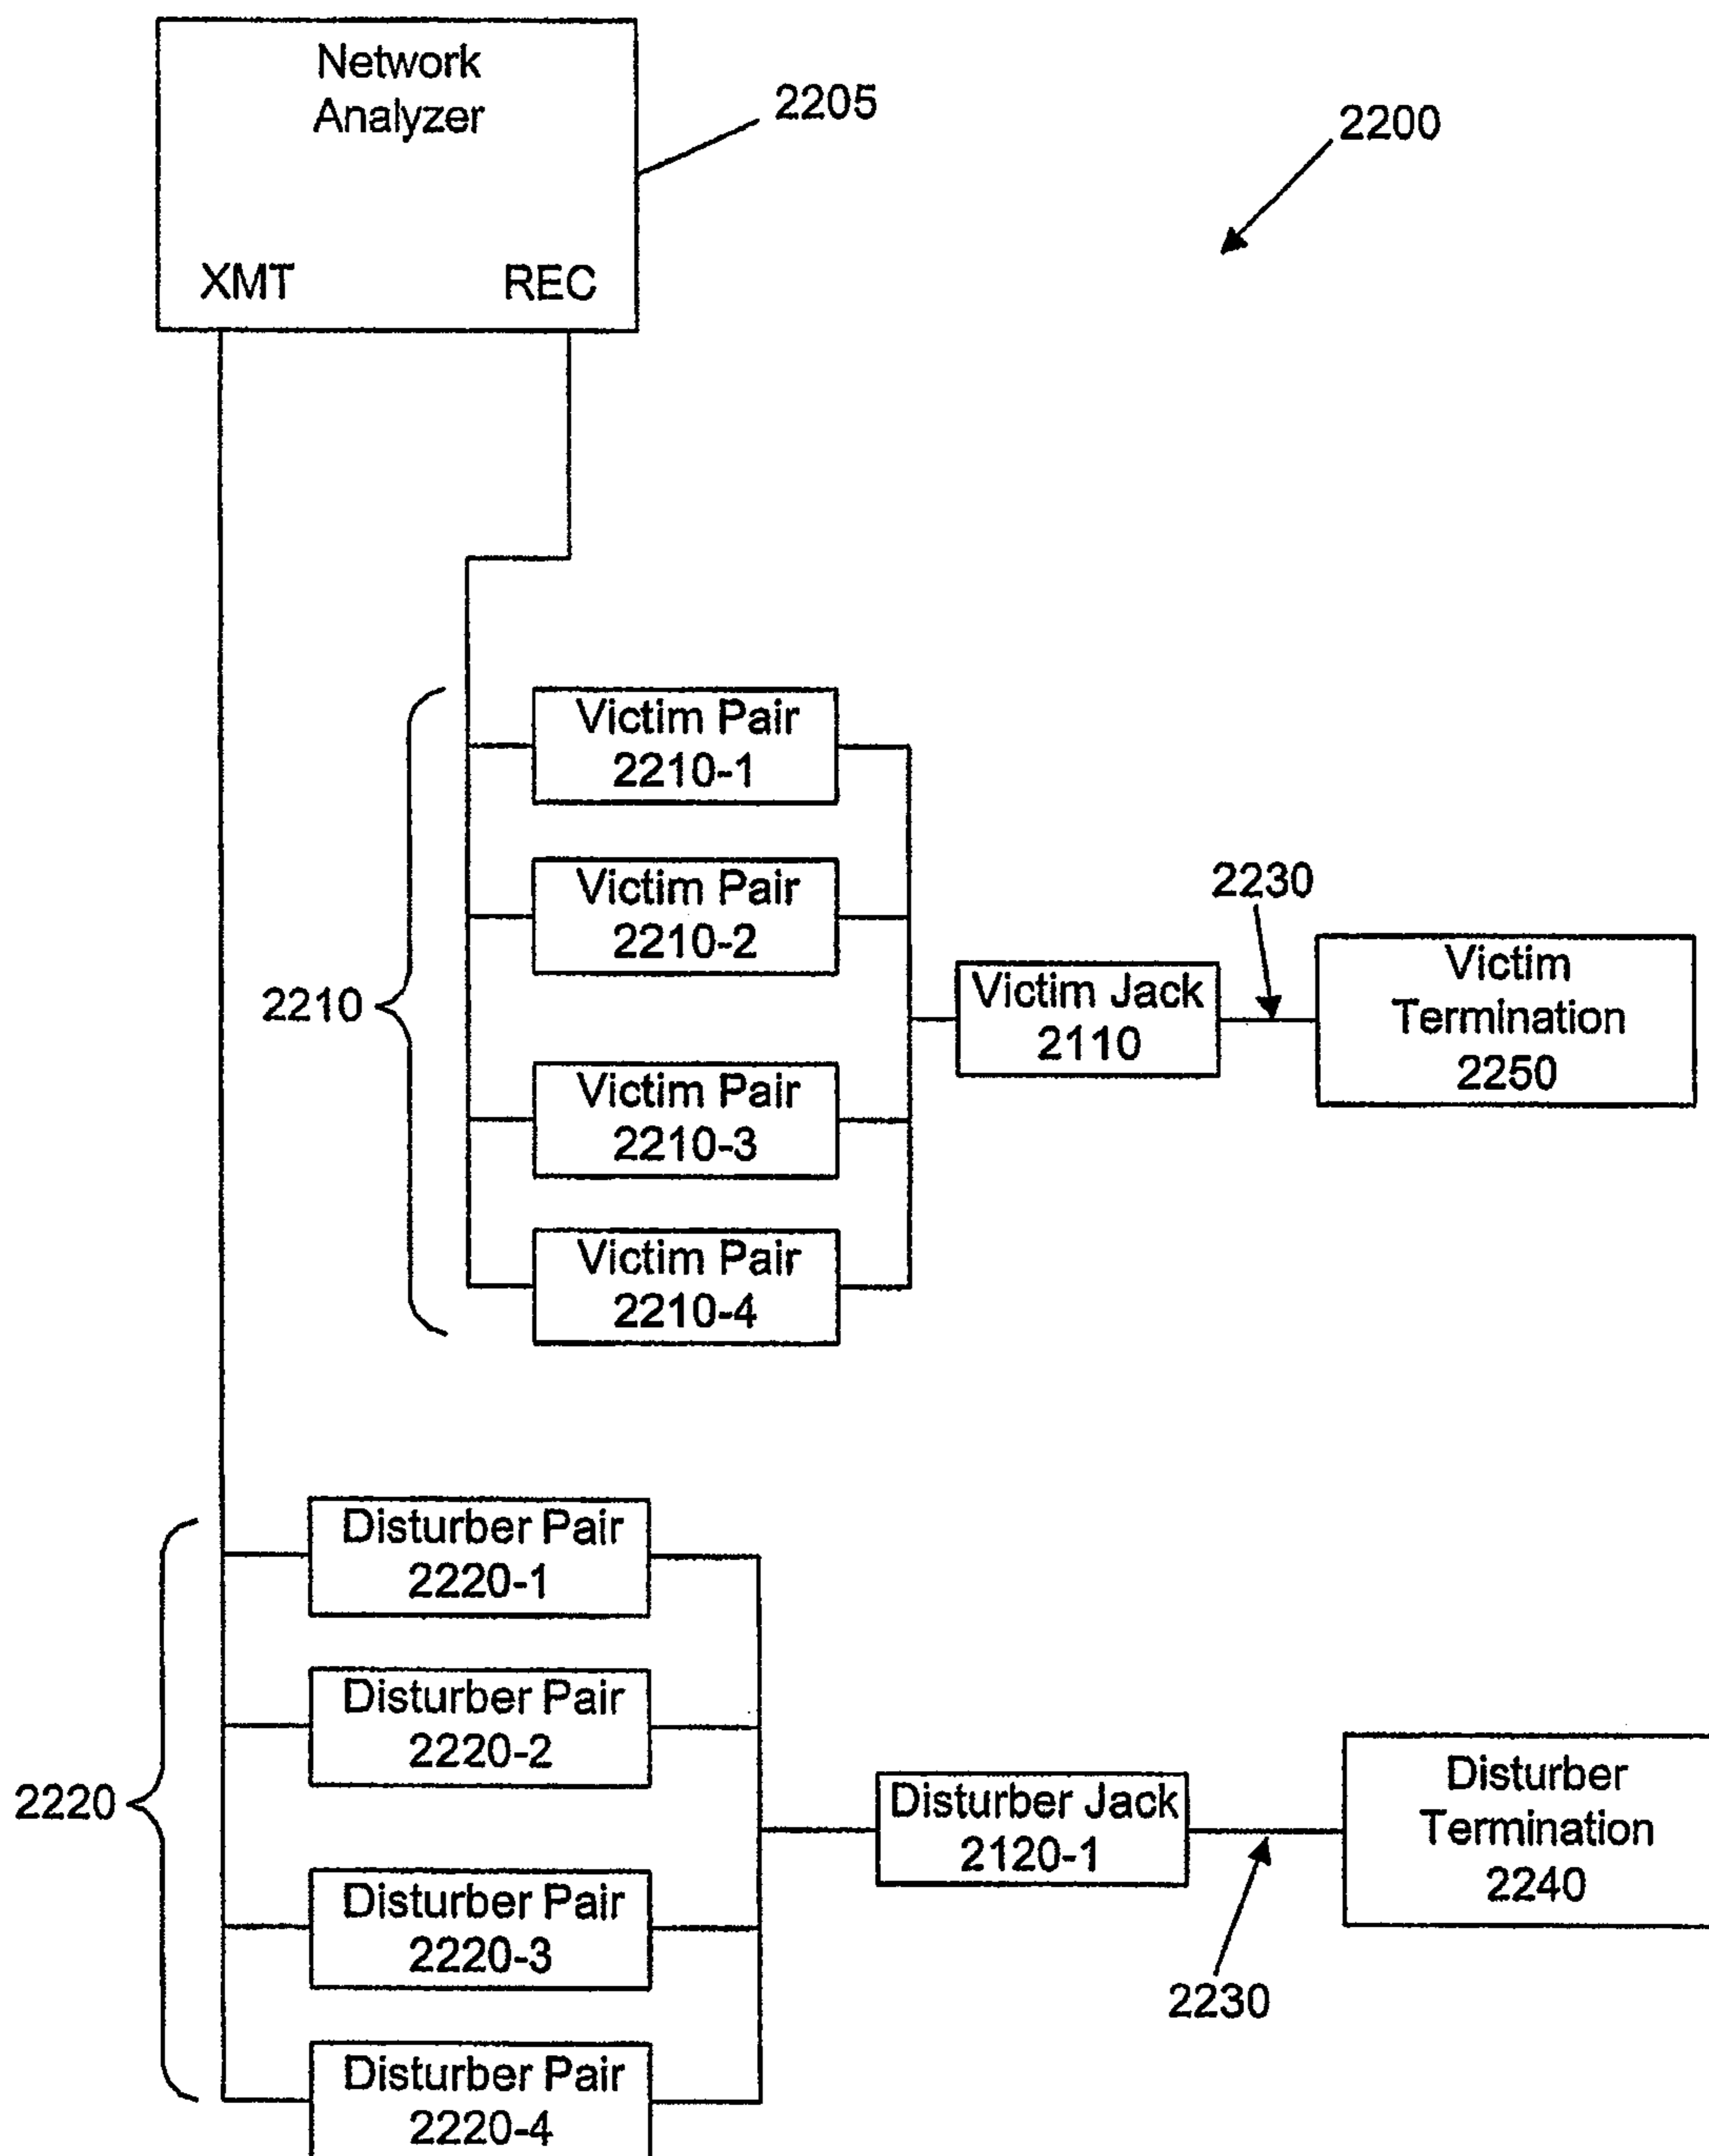 Network
Analyzer
XMT
REC
2205
2200
Victim Pair
2210-1
Victim Pair
2210-2
Victim Pair
2210-3
Victim Pair
2210-4
2210
Victim Jack
2110
2230
Victim
Termination
2250
Disturber Pair
2220-1
Disturber Pair
2220-2
Disturber Pair
2220-3
Disturber Pair
2220-4
2220
Disturber Jack
2120-1
2230
Disturber
Termination
2240